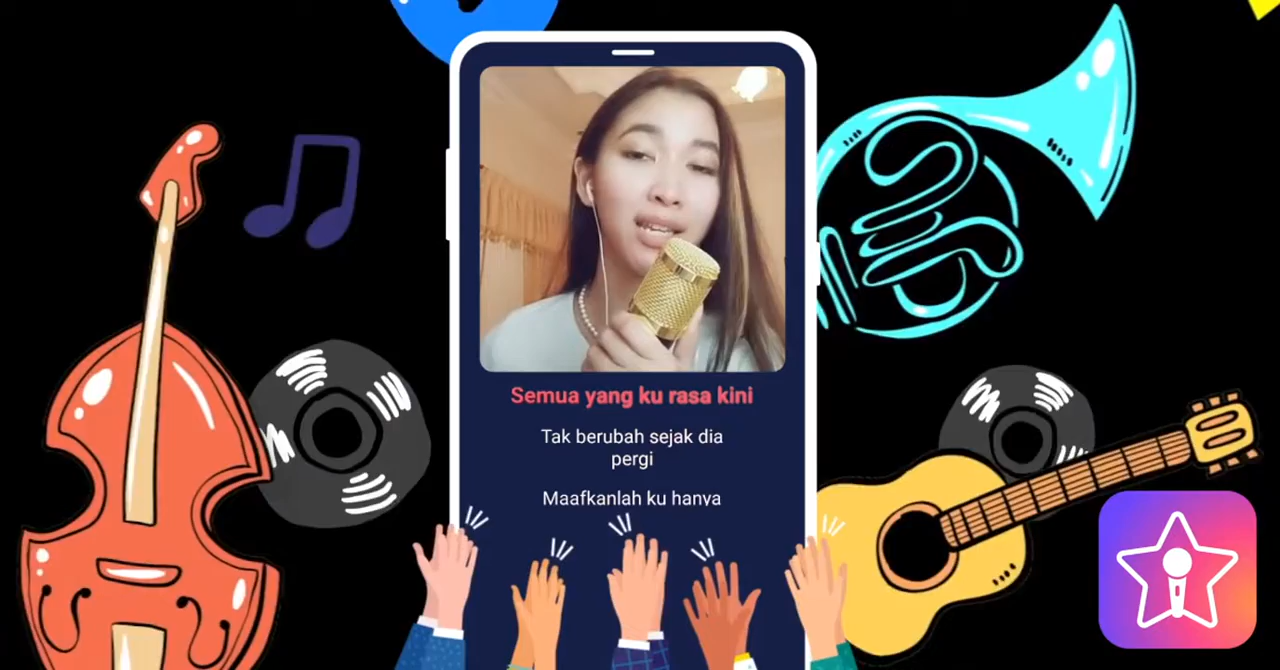 Semua yang ku rasa kini
Tak berubah sejak dia
pergi
Maafkanlah ku hanya